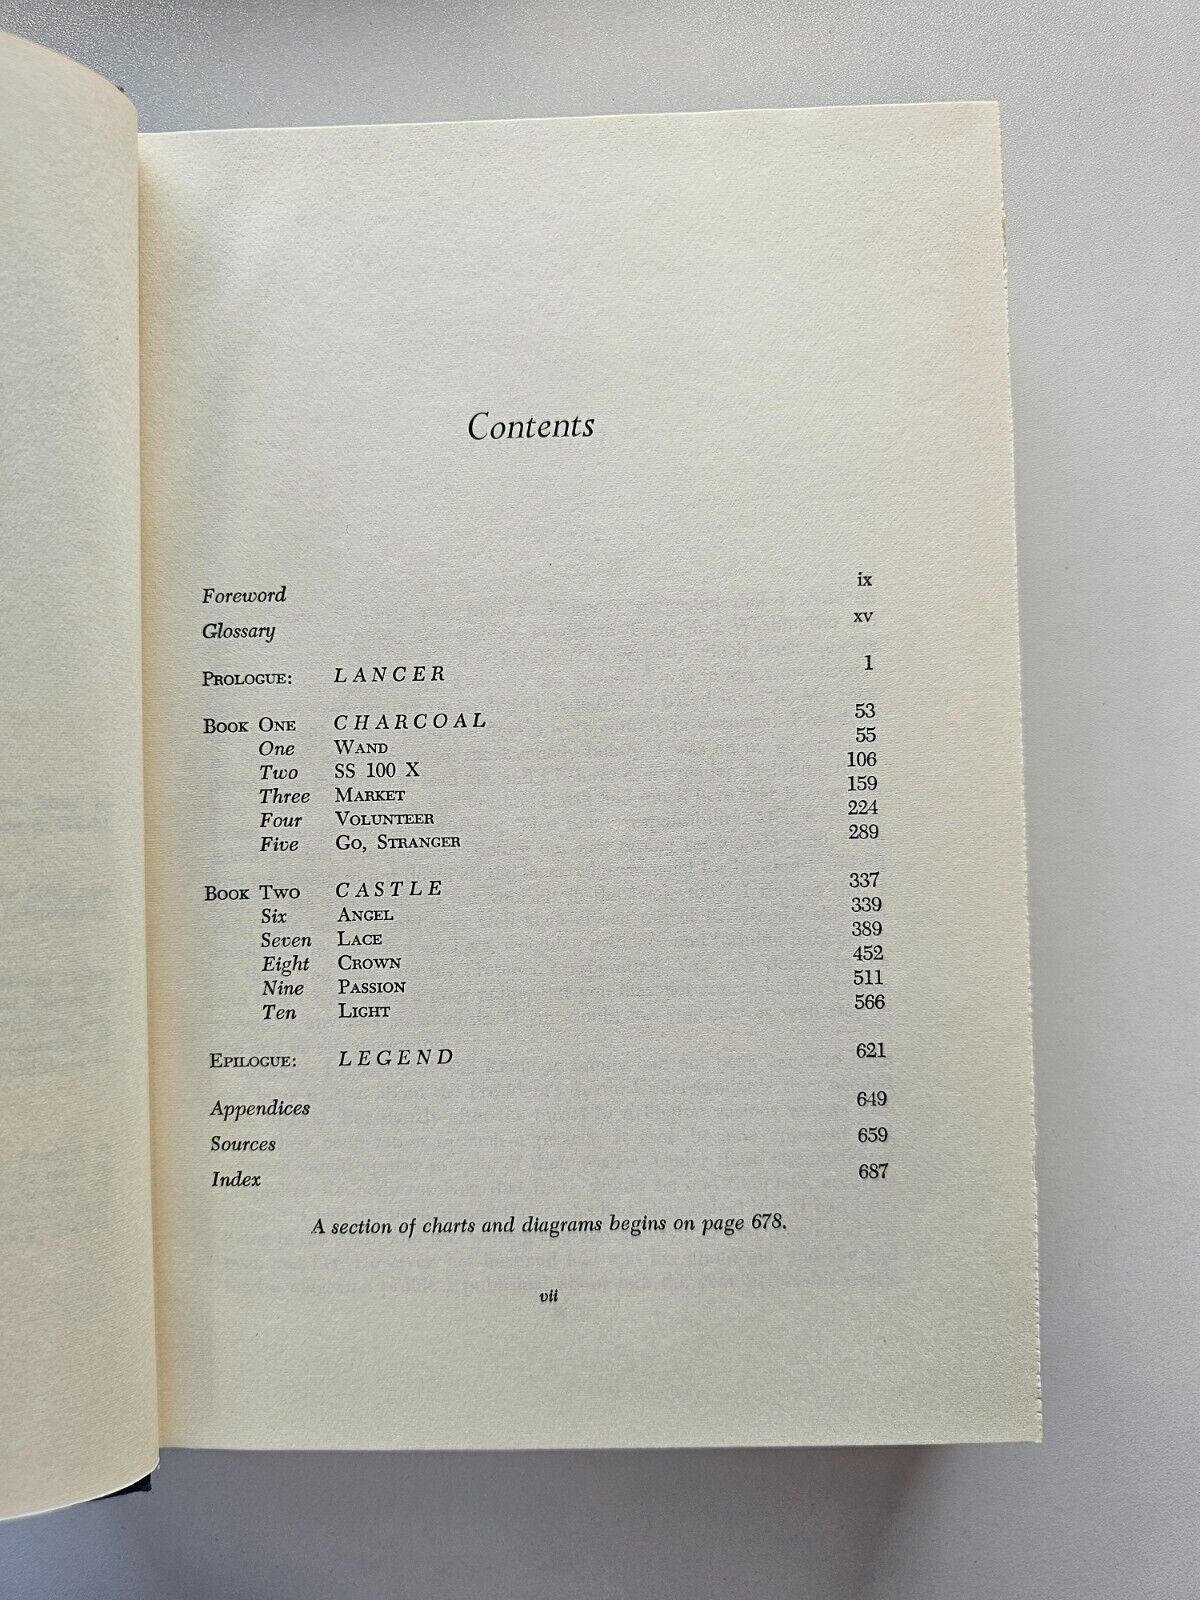 Contents
Foreword ix
Glossary xv
PROLOGUE: LANCER 1
BOOK ONE CHARCOAL 53
One WAND 55
Two SS 100 X 106
Three MARKET 159
Four VOLUNTEER 224
Five GO, STRANGER 289
BOOK TWO CASTLE 337
Six ANGEL 339
Seven LACE 389
Eight CROWN 452
Nine PASSION 511
Ten LIGHT 566
EPILOGUE: LEGEND 621
Appendices 649
Sources 659
Index 687
A section of charts and diagrams begins on page 678.
vii